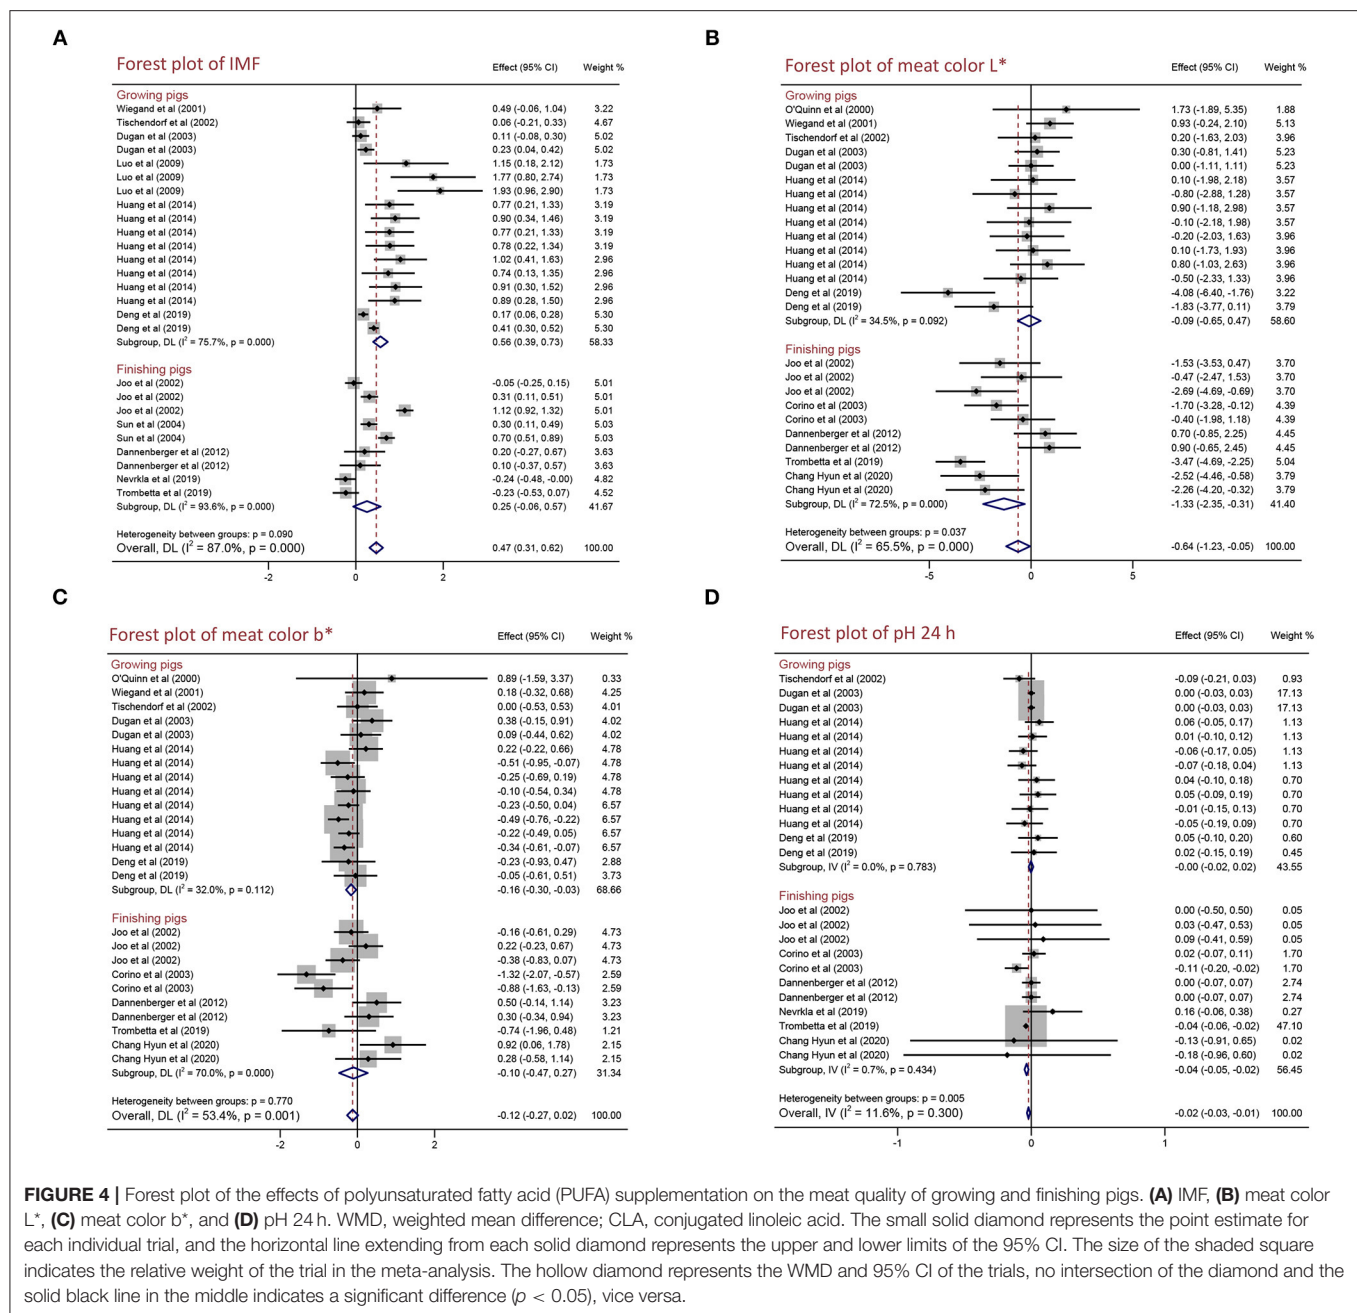 A
Forest plot of IMF
Effect (95% CI) Weight %
Growing pigs
Wiegand et al (2001) 0.49 (-0.06, 1.04) 3.22
Tischendorf et al (2002) 0.06 (-0.21, 0.33) 4.67
Dugan et al (2003) 0.11 (-0.08, 0.30) 5.02
Dugan et al (2003) 0.23 (0.04, 0.42) 5.02
Luo et al (2009) 1.15 (0.18, 2.12) 1.73
Luo et al (2009) 1.77 (0.80, 2.74) 1.73
Luo et al (2009) 1.93 (0.96, 2.90) 1.73
Huang et al (2014) 0.77 (0.21, 1.33) 3.19
Huang et al (2014) 0.90 (0.34, 1.46) 3.19
Huang et al (2014) 0.77 (0.21, 1.33) 3.19
Huang et al (2014) 0.78 (0.22, 1.34) 3.19
Huang et al (2014) 1.02 (0.41, 1.63) 2.96
Huang et al (2014) 0.74 (0.13, 1.35) 2.96
Huang et al (2014) 0.91 (0.30, 1.52) 2.96
Huang et al (2014) 0.89 (0.28, 1.50) 2.96
Deng et al (2019) 0.17 (0.06, 0.28) 5.30
Deng et al (2019) 0.41 (0.30, 0.52) 5.30
Subgroup, DL (I² = 75.7%, p = 0.000) 0.56 (0.39, 0.73) 58.33
Finishing pigs
Joo et al (2002) -0.05 (-0.25, 0.15) 5.01
Joo et al (2002) 0.31 (0.11, 0.51) 5.01
Joo et al (2002) 1.12 (0.92, 1.32) 5.01
Sun et al (2004) 0.30 (0.11, 0.49) 5.03
Sun et al (2004) 0.70 (0.51, 0.89) 5.03
Dannenberger et al (2012) 0.20 (-0.27, 0.67) 3.63
Dannenberger et al (2012) 0.10 (-0.37, 0.57) 3.63
Nevrkla et al (2019) -0.24 (-0.48, -0.00) 4.82
Trombetta et al (2019) -0.23 (-0.53, 0.07) 4.52
Subgroup, DL (I² = 93.6%, p = 0.000) 0.25 (-0.06, 0.57) 41.67
Heterogeneity between groups: p = 0.090
Overall, DL (I² = 87.0%, p = 0.000) 0.47 (0.31, 0.62) 100.00
-2 0 2
B
Forest plot of meat color L*
Effect (95% CI) Weight %
Growing pigs
O'Quinn et al (2000) 1.73 (-1.89, 5.35) 1.88
Wiegand et al (2001) 0.93 (-0.24, 2.10) 5.13
Tischendorf et al (2002) 0.20 (-1.63, 2.03) 3.96
Dugan et al (2003) 0.30 (-0.81, 1.41) 5.23
Dugan et al (2003) 0.00 (-1.11, 1.11) 5.23
Huang et al (2014) 0.10 (-1.98, 2.18) 3.57
Huang et al (2014) -0.80 (-2.88, 1.28) 3.57
Huang et al (2014) 0.90 (-1.18, 2.98) 3.57
Huang et al (2014) -0.10 (-2.18, 1.98) 3.57
Huang et al (2014) -0.20 (-2.03, 1.63) 3.96
Huang et al (2014) 0.10 (-1.73, 1.93) 3.96
Huang et al (2014) 0.80 (-1.03, 2.63) 3.96
Huang et al (2014) -0.50 (-2.33, 1.33) 3.96
Deng et al (2019) -4.08 (-6.40, -1.76) 3.22
Deng et al (2019) -1.83 (-3.77, 0.11) 3.79
Subgroup, DL (I² = 34.5%, p = 0.092) -0.09 (-0.65, 0.47) 58.60
Finishing pigs
Joo et al (2002) -1.53 (-3.53, 0.47) 3.70
Joo et al (2002) -0.47 (-2.47, 1.53) 3.70
Joo et al (2002) -2.69 (-4.69, -0.69) 3.70
Corino et al (2003) -1.70 (-3.28, -0.12) 4.39
Corino et al (2003) -0.40 (-1.98, 1.18) 4.39
Dannenberger et al (2012) 0.70 (-0.85, 2.25) 4.45
Dannenberger et al (2012) 0.90 (-0.65, 2.45) 4.45
Trombetta et al (2019) -3.47 (-4.69, -2.25) 5.04
Chang Hyun et al (2020) -2.52 (-4.46, -0.58) 3.79
Chang Hyun et al (2020) -2.26 (-4.20, -0.32) 3.79
Subgroup, DL (I² = 72.5%, p = 0.000) -1.33 (-2.35, -0.31) 41.40
Heterogeneity between groups: p = 0.037
Overall, DL (I² = 65.5%, p = 0.000) -0.64 (-1.23, -0.05) 100.00
-5 0 5
C
Forest plot of meat color b*
Effect (95% CI) Weight %
Growing pigs
O'Quinn et al (2000) 0.89 (-1.59, 3.37) 0.33
Wiegand et al (2001) 0.18 (-0.32, 0.68) 4.25
Tischendorf et al (2002) 0.00 (-0.53, 0.53) 4.01
Dugan et al (2003) 0.38 (-0.15, 0.91) 4.02
Dugan et al (2003) 0.09 (-0.44, 0.62) 4.02
Huang et al (2014) 0.22 (-0.22, 0.66) 4.78
Huang et al (2014) -0.51 (-0.95, -0.07) 4.78
Huang et al (2014) -0.25 (-0.69, 0.19) 4.78
Huang et al (2014) -0.10 (-0.54, 0.34) 4.78
Huang et al (2014) -0.23 (-0.50, 0.04) 6.57
Huang et al (2014) -0.49 (-0.76, -0.22) 6.57
Huang et al (2014) -0.22 (-0.49, 0.05) 6.57
Huang et al (2014) -0.34 (-0.61, -0.07) 6.57
Deng et al (2019) -0.23 (-0.93, 0.47) 2.88
Deng et al (2019) -0.05 (-0.61, 0.51) 3.73
Subgroup, DL (I² = 32.0%, p = 0.112) -0.16 (-0.30, -0.03) 68.66
Finishing pigs
Joo et al (2002) -0.16 (-0.61, 0.29) 4.73
Joo et al (2002) 0.22 (-0.23, 0.67) 4.73
Joo et al (2002) -0.38 (-0.83, 0.07) 4.73
Corino et al (2003) -1.32 (-2.07, -0.57) 2.59
Corino et al (2003) -0.88 (-1.63, -0.13) 2.59
Dannenberger et al (2012) 0.50 (-0.14, 1.14) 3.23
Dannenberger et al (2012) 0.30 (-0.34, 0.94) 3.23
Trombetta et al (2019) -0.74 (-1.96, 0.48) 1.21
Chang Hyun et al (2020) 0.92 (0.06, 1.78) 2.15
Chang Hyun et al (2020) 0.28 (-0.58, 1.14) 2.15
Subgroup, DL (I² = 70.0%, p = 0.000) -0.10 (-0.47, 0.27) 31.34
Heterogeneity between groups: p = 0.770
Overall, DL (I² = 53.4%, p = 0.001) -0.12 (-0.27, 0.02) 100.00
-2 0 2
D
Forest plot of pH 24 h
Effect (95% CI) Weight %
Growing pigs
Tischendorf et al (2002) -0.09 (-0.21, 0.03) 0.93
Dugan et al (2003) 0.00 (-0.03, 0.03) 17.13
Dugan et al (2003) 0.00 (-0.03, 0.03) 17.13
Huang et al (2014) 0.06 (-0.05, 0.17) 1.13
Huang et al (2014) 0.01 (-0.10, 0.12) 1.13
Huang et al (2014) -0.06 (-0.17, 0.05) 1.13
Huang et al (2014) -0.07 (-0.18, 0.04) 1.13
Huang et al (2014) 0.04 (-0.10, 0.18) 0.70
Huang et al (2014) 0.05 (-0.09, 0.19) 0.70
Huang et al (2014) -0.01 (-0.15, 0.13) 0.70
Huang et al (2014) -0.05 (-0.19, 0.09) 0.70
Deng et al (2019) 0.05 (-0.10, 0.20) 0.60
Deng et al (2019) 0.02 (-0.15, 0.19) 0.45
Subgroup, IV (I² = 0.0%, p = 0.783) -0.00 (-0.02, 0.02) 43.55
Finishing pigs
Joo et al (2002) 0.00 (-0.50, 0.50) 0.05
Joo et al (2002) 0.03 (-0.47, 0.53) 0.05
Joo et al (2002) 0.09 (-0.41, 0.59) 0.05
Corino et al (2003) 0.02 (-0.07, 0.11) 1.70
Corino et al (2003) -0.11 (-0.20, -0.02) 1.70
Dannenberger et al (2012) 0.00 (-0.07, 0.07) 2.74
Dannenberger et al (2012) 0.00 (-0.07, 0.07) 2.74
Nevrkla et al (2019) 0.16 (-0.06, 0.38) 0.27
Trombetta et al (2019) -0.04 (-0.06, -0.02) 47.10
Chang Hyun et al (2020) -0.13 (-0.91, 0.65) 0.02
Chang Hyun et al (2020) -0.18 (-0.96, 0.60) 0.02
Subgroup, IV (I² = 0.7%, p = 0.434) -0.04 (-0.05, -0.02) 56.45
Heterogeneity between groups: p = 0.005
Overall, IV (I² = 11.6%, p = 0.300) -0.02 (-0.03, -0.01) 100.00
-1 0 1
FIGURE 4 | Forest plot of the effects of polyunsaturated fatty acid (PUFA) supplementation on the meat quality of growing and finishing pigs. (A) IMF, (B) meat color
L*, (C) meat color b*, and (D) pH 24 h. WMD, weighted mean difference; CLA, conjugated linoleic acid. The small solid diamond represents the point estimate for
each individual trial, and the horizontal line extending from each solid diamond represents the upper and lower limits of the 95% CI. The size of the shaded square
indicates the relative weight of the trial in the meta-analysis. The hollow diamond represents the WMD and 95% CI of the trials, no intersection of the diamond and the
solid black line in the middle indicates a significant difference (p < 0.05), vice versa.